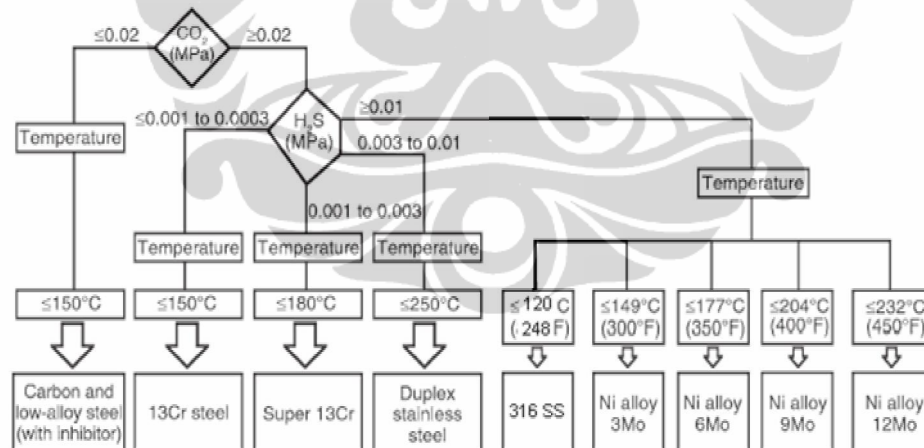 ≤0.02
CO2
(MPa)
≥0.02
≤0.001 to 0.0003
H2S
(MPa)
≥0.01
0.003 to 0.01
Temperature
Temperature
0.001 to 0.003
Temperature
Temperature
Temperature
≤150°C
≤150°C
≤180°C
≤250°C
≤120 C
(248 F)
≤149°C
(300°F)
≤177°C
(350°F)
≤204°C
(400°F)
≤232°C
(450°F)
Carbon and
low-alloy steel
(with inhibitor)
13Cr steel
Super 13Cr
Duplex
stainless
steel
316 SS
Ni alloy
3Mo
Ni alloy
6Mo
Ni alloy
9Mo
Ni alloy
12Mo